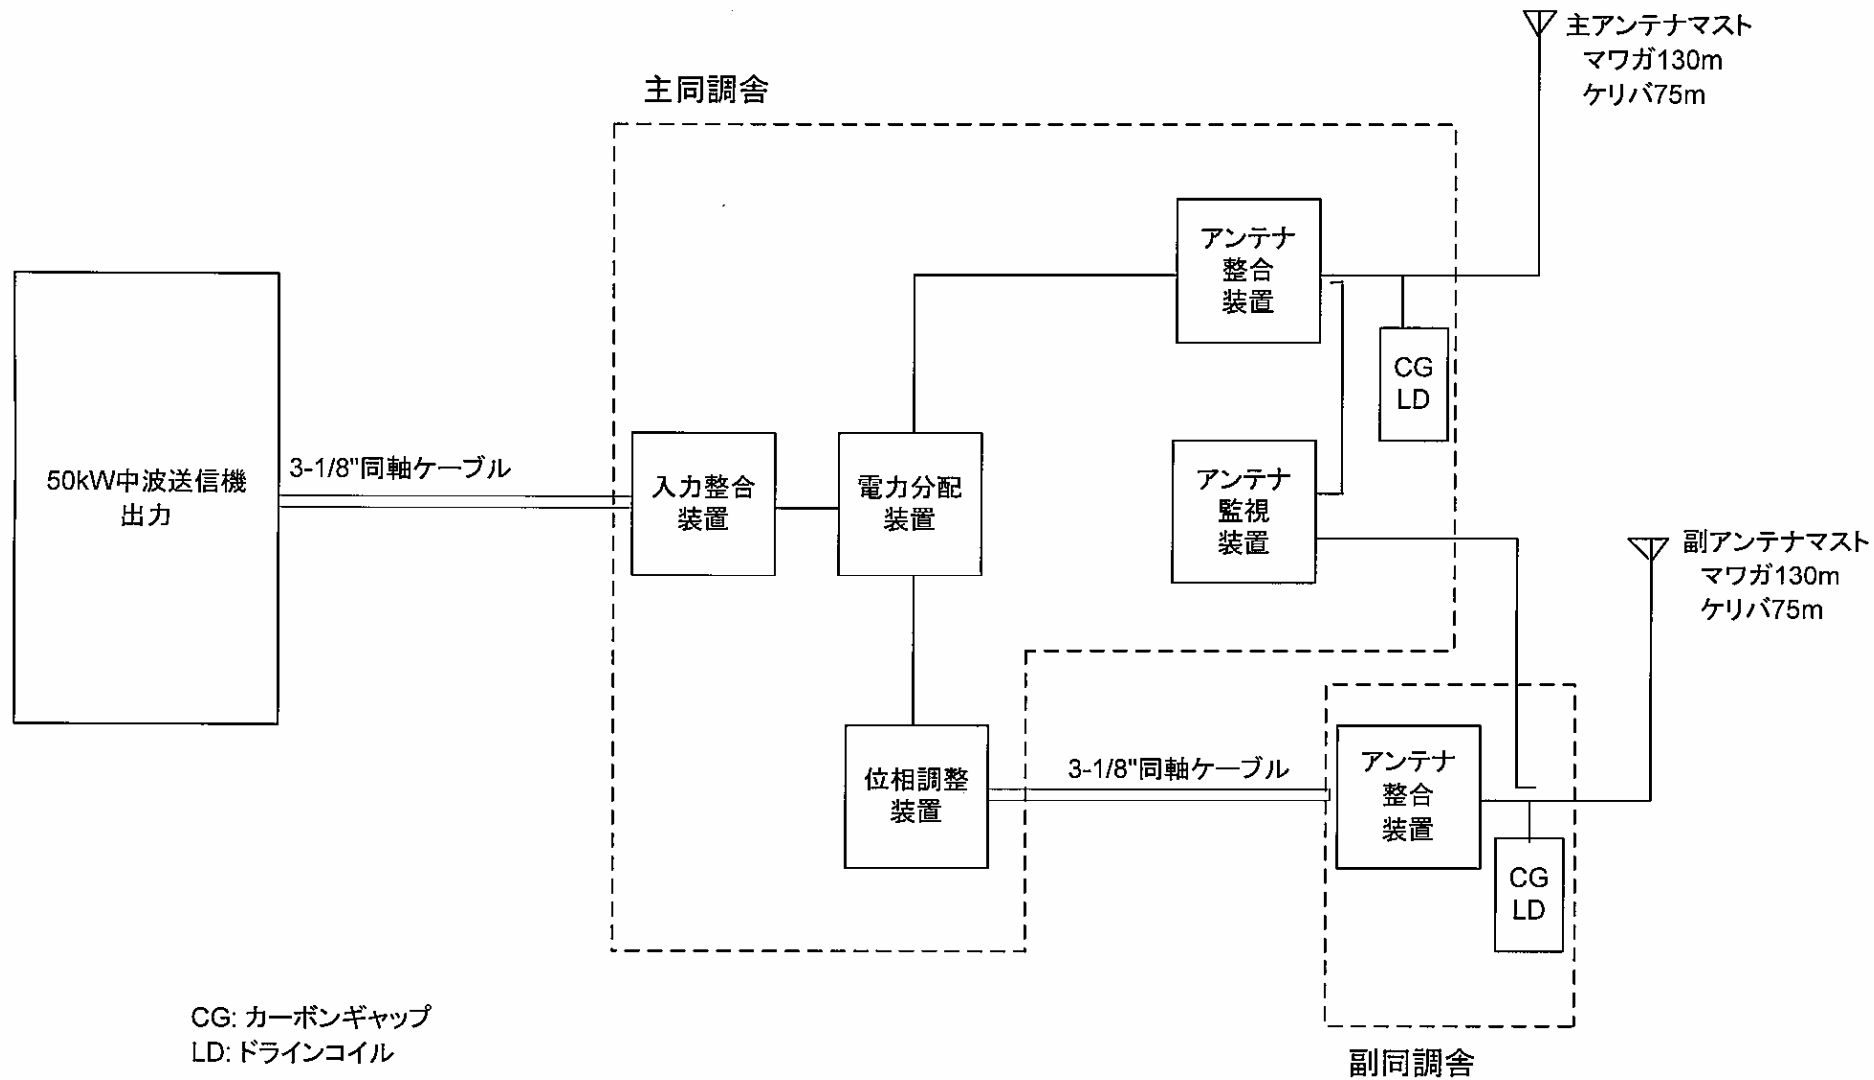 主アンテナマスト
マワガ130m
ケリバ75m
主同調舎
アンテナ
整合
装置
CG
LD
50kW中波送信機
出力
3-1/8"同軸ケーブル
入力整合
装置
電力分配
装置
アンテナ
監視
装置
副アンテナマスト
マワガ130m
ケリバ75m
位相調整
装置
3-1/8"同軸ケーブル
アンテナ
整合
装置
CG
LD
CG: カーボンギャップ
LD: ドラインコイル
副同調舎